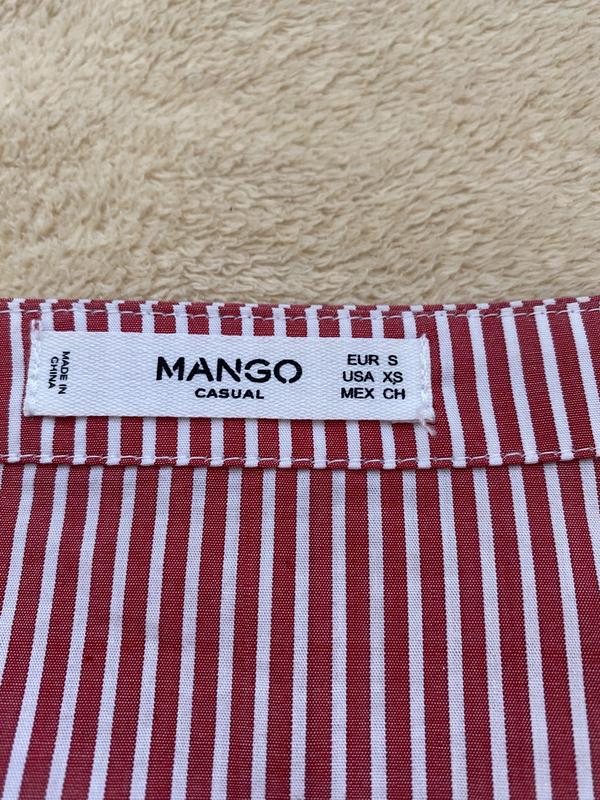 MADE IN
CHINA
MANGO
CASUAL
EUR S
USA XS
MEX CH